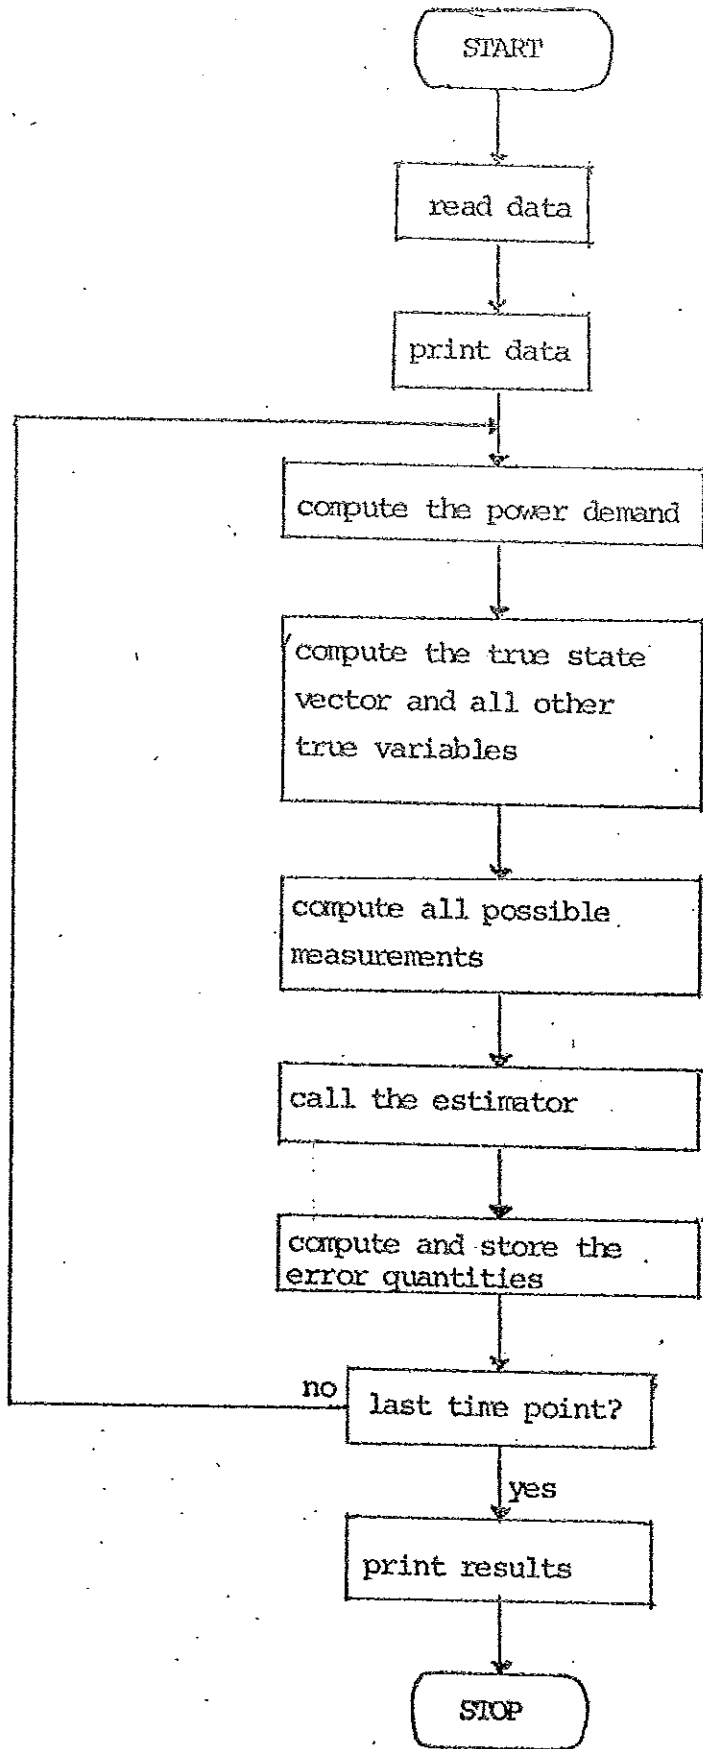 START
read data
print data
compute the power demand
compute the true state
vector and all other
true variables
compute all possible
measurements
call the estimator
compute and store the
error quantities
no
last time point?
yes
print results
STOP